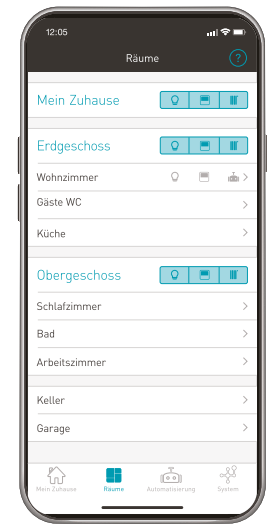 12:05
Räume
?
Mein Zuhause
Erdgeschoss
Wohnzimmer
Gäste WC
Küche
Obergeschoss
Schlafzimmer
Bad
Arbeitszimmer
Keller
Garage
Mein Zuhause Räume Automatisierung System